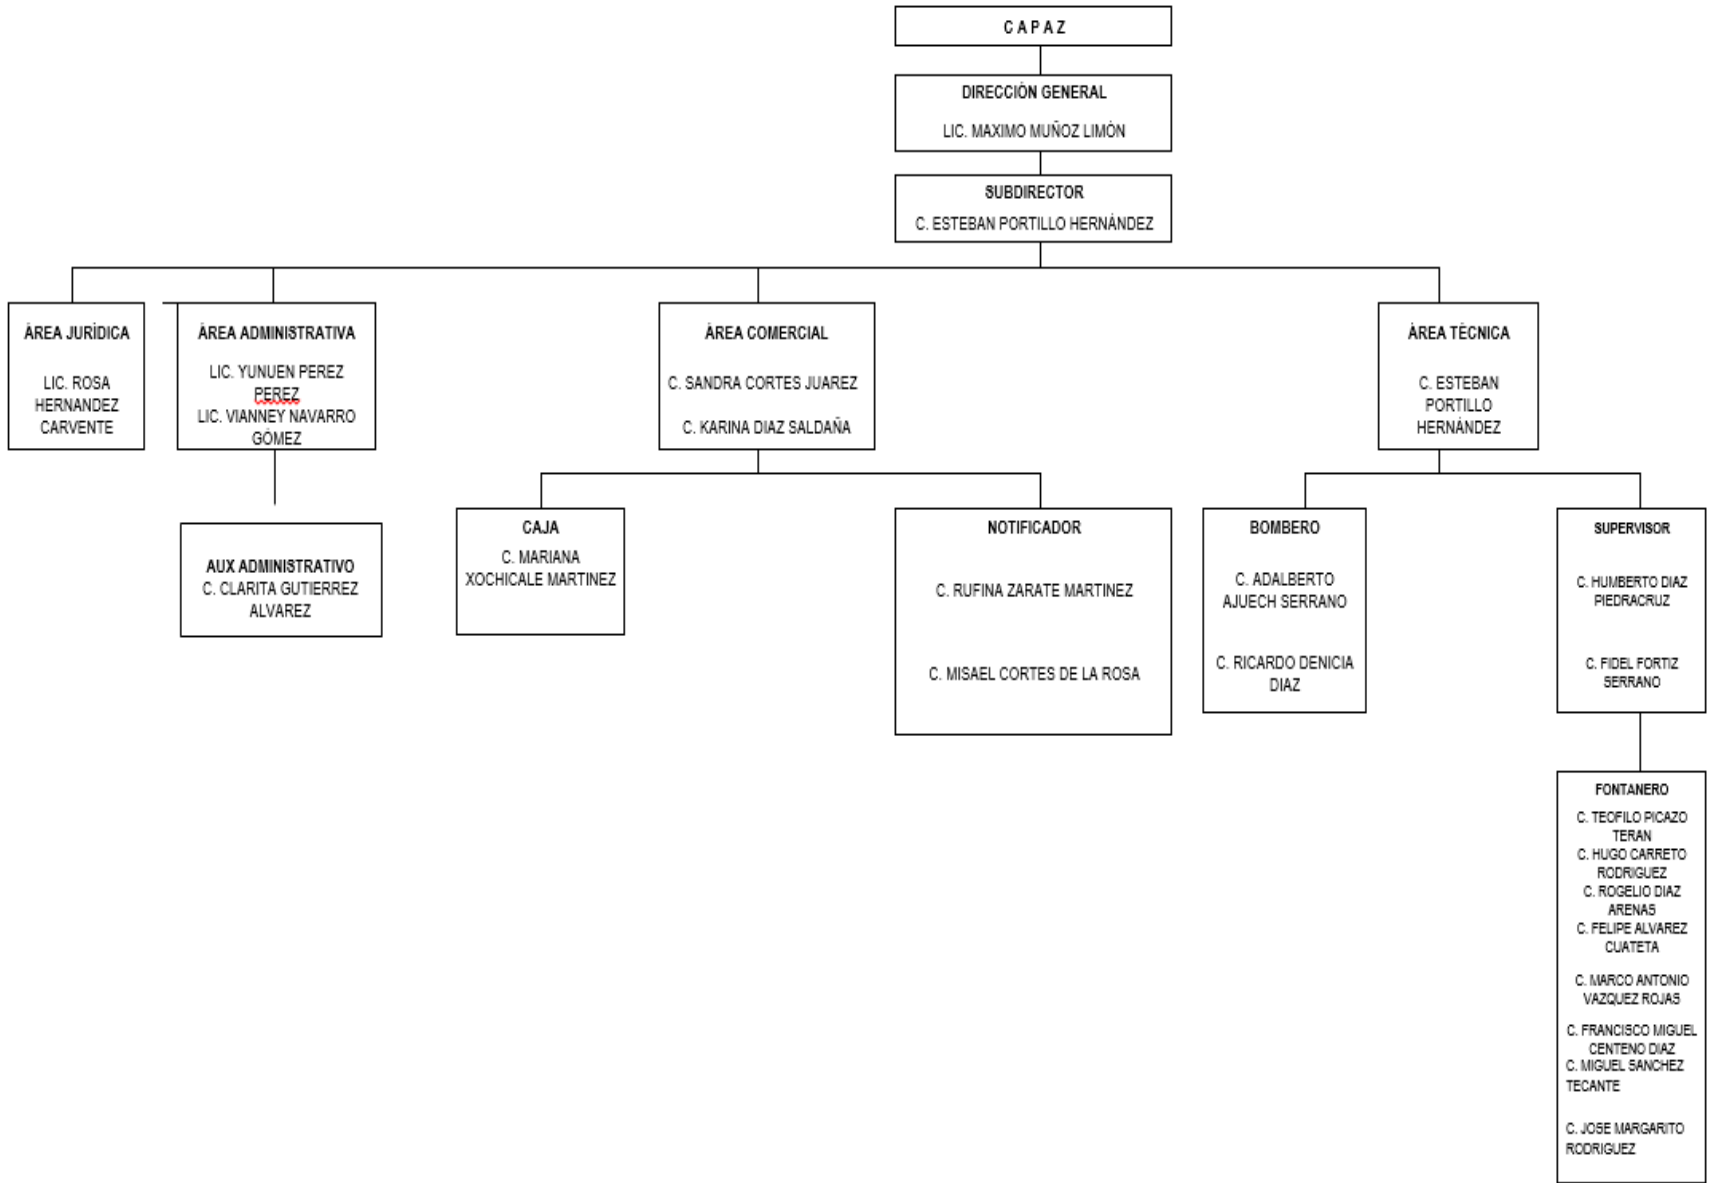 C A P A Z
DIRECCIÓN GENERAL
LIC. MAXIMO MUÑOZ LIMÓN
SUBDIRECTOR
C. ESTEBAN PORTILLO HERNÁNDEZ
ÁREA JURÍDICA
LIC. ROSA
HERNANDEZ
CARVENTE
ÁREA ADMINISTRATIVA
LIC. YUNUEN PEREZ
PEREZ
LIC. VIANNEY NAVARRO
GÓMEZ
ÁREA COMERCIAL
C. SANDRA CORTES JUAREZ
C. KARINA DIAZ SALDAÑA
ÁREA TÉCNICA
C. ESTEBAN
PORTILLO
HERNÁNDEZ
AUX ADMINISTRATIVO
C. CLARITA GUTIERREZ
ALVAREZ
CAJA
C. MARIANA
XOCHICALE MARTINEZ
NOTIFICADOR
C. RUFINA ZARATE MARTINEZ
C. MISAEL CORTES DE LA ROSA
BOMBERO
C. ADALBERTO
AJUECH SERRANO
C. RICARDO DENICIA
DIAZ
SUPERVISOR
C. HUMBERTO DIAZ
PIEDRACRUZ
C. FIDEL FORTIZ
SERRANO
FONTANERO
C. TEOFILO PICAZO
TERAN
C. HUGO CARRETO
RODRIGUEZ
C. ROGELIO DIAZ
ARENAS
C. FELIPE ALVAREZ
CUATETA
C. MARCO ANTONIO
VAZQUEZ ROJAS
C. FRANCISCO MIGUEL
CENTENO DIAZ
C. MIGUEL SANCHEZ
TECANTE
C. JOSE MARGARITO
RODRIGUEZ